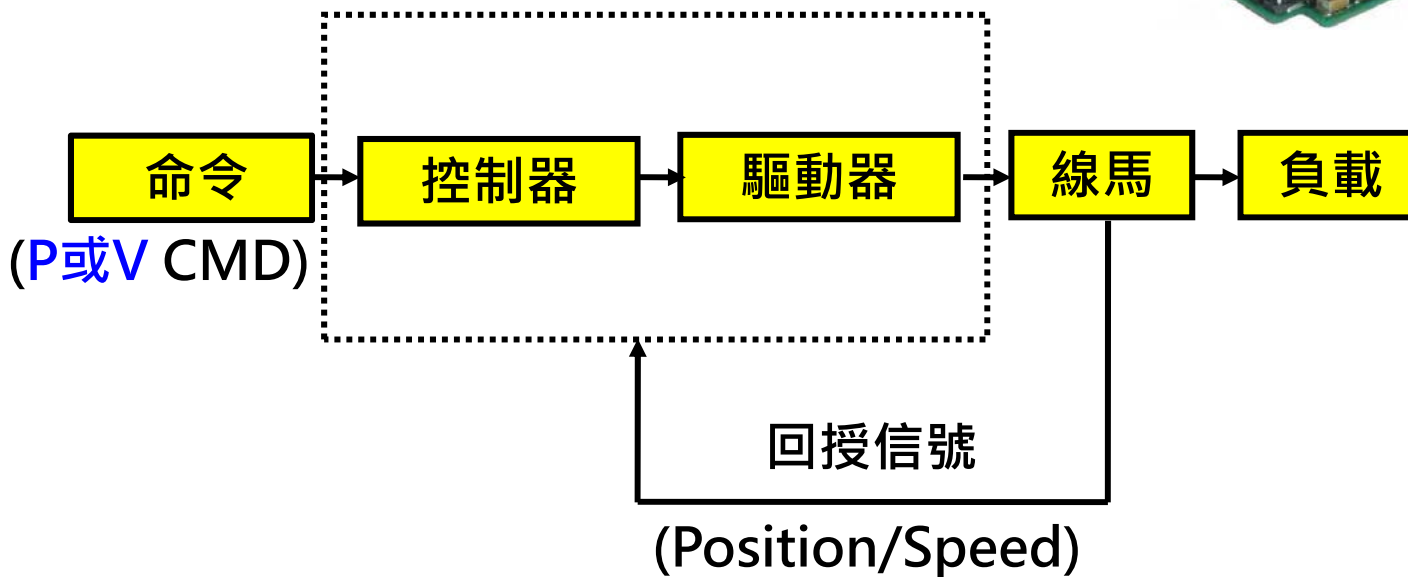 命令
控制器
驅動器
線馬
負載
(P或V CMD)
回授信號
(Position/Speed)